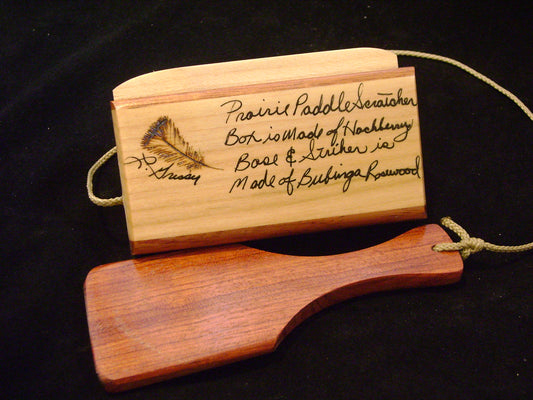 Prairie Paddle Scratcher
Box is Made of Hackberry
Base & Striker is
Made of Bubinga Rosewood